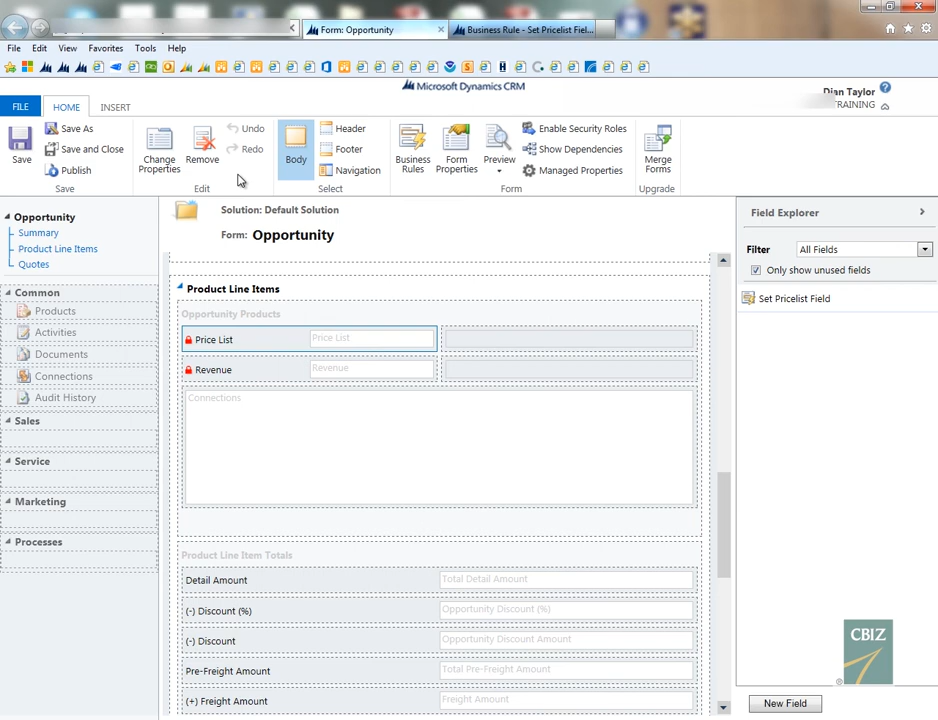 Form: Opportunity
Business Rule - Set Pricelist Fiel...
File Edit View Favorites Tools Help
Microsoft Dynamics CRM
Dian Taylor
TRAINING
FILE HOME INSERT
Save
Save As
Save and Close
Publish
Save
Change Properties
Remove
Undo
Redo
Edit
Body
Header
Footer
Navigation
Select
Business Rules
Form Properties
Preview
Enable Security Roles
Show Dependencies
Managed Properties
Form
Merge Forms
Upgrade
Opportunity
Summary
Product Line Items
Quotes
Common
Products
Activities
Documents
Connections
Audit History
Sales
Service
Marketing
Processes
Solution: Default Solution
Form: Opportunity
Product Line Items
Opportunity Products
Price List Price List
Revenue Revenue
Connections
Product Line Item Totals
Detail Amount Total Detail Amount
(-) Discount (%) Opportunity Discount (%)
(-) Discount Opportunity Discount Amount
Pre-Freight Amount Total Pre-Freight Amount
(+) Freight Amount Freight Amount
Field Explorer
Filter All Fields
Only show unused fields
Set Pricelist Field
CBIZ
New Field